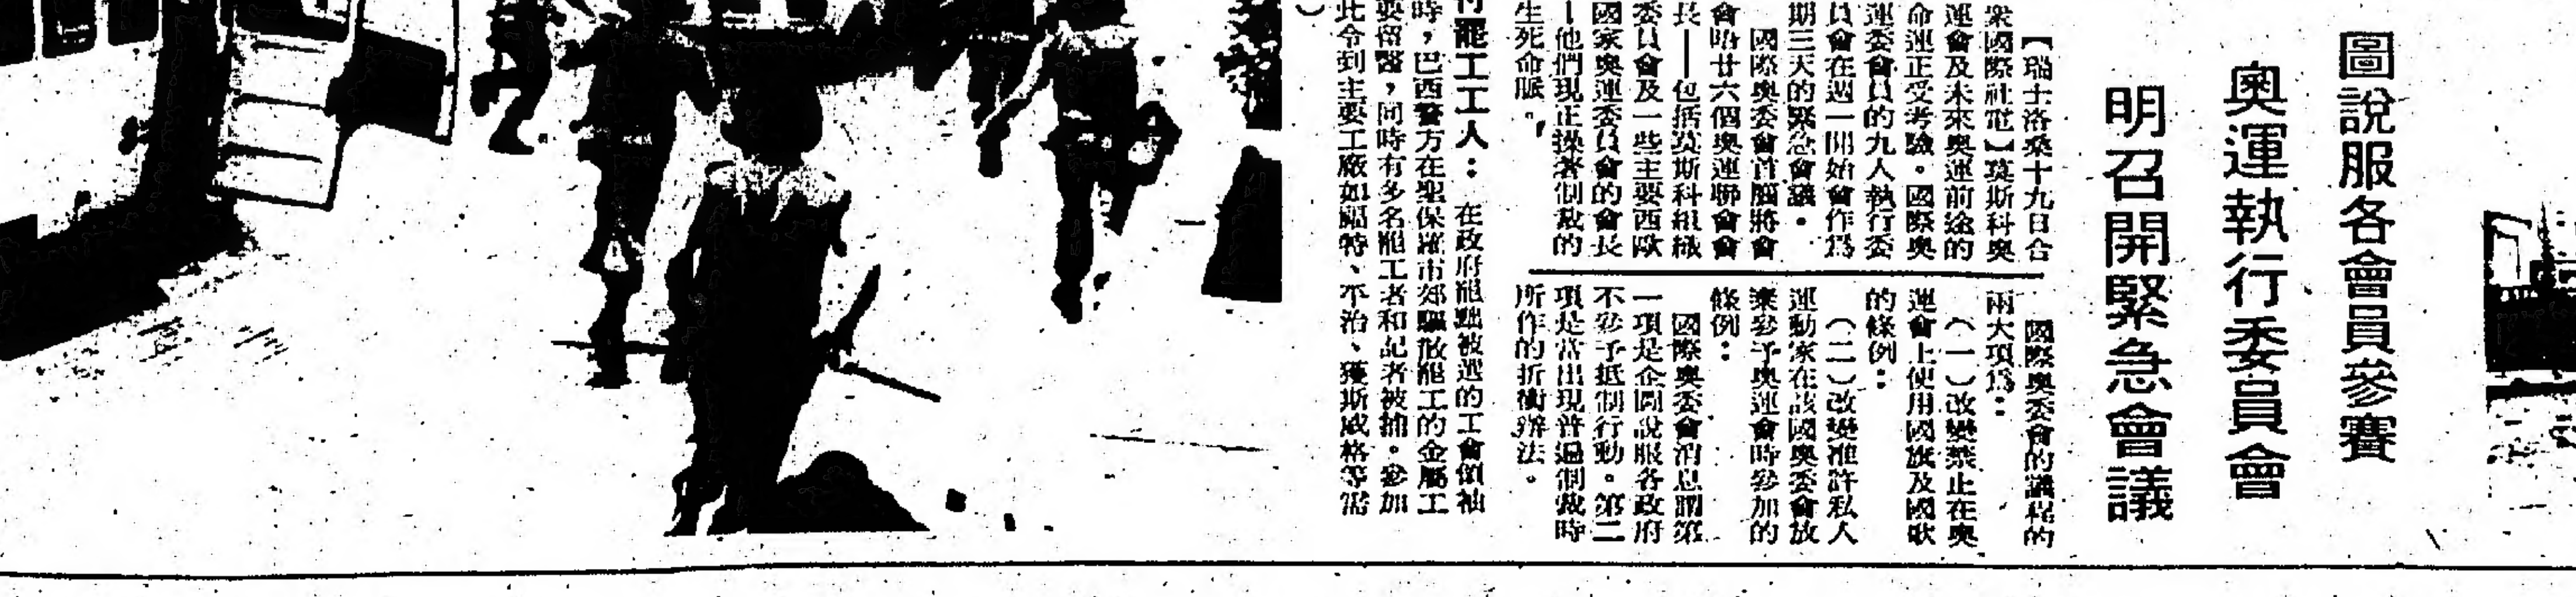 圖說服各會員參賽
奧運執行委員會
明召開緊急會議
【瑞士洛桑十九日合
衆國際社電】莫斯科奧
運會及未來奧運前途的
命運正受考驗。國際奧
運委會員的九人執行委
員會在週一開始會作爲
期三天的緊急會議。
國際奧委會首腦將會
會晤廿六個奧運聯會會
長——包括莫斯科組織
委員會及一些主要西歐
國家奧運委員會的會長
—他們現正操著制裁的
生死命脈。
國際奧委會的議程的
兩大項爲：
（一）改變禁止在奧
運會上使用國旗及國歌
的條例：
（二）改變准許私人
運動家在該國奧委會放
棄參予奧運會時參加的
條例：
國際奧委會消息謂第
一項是企圖說服各政府
不參予抵制行動。第二
項是當出現普遍制裁時
所作的折衝辦法。
罷工工人：在政府罷黜被選的工會領袖
時，巴西警方在聖保羅市郊驅散罷工的金屬工
要留醫，同時有多名罷工者和記者被捕。參加
此令到主要工廠如福特、平治、獲斯威格等需
）